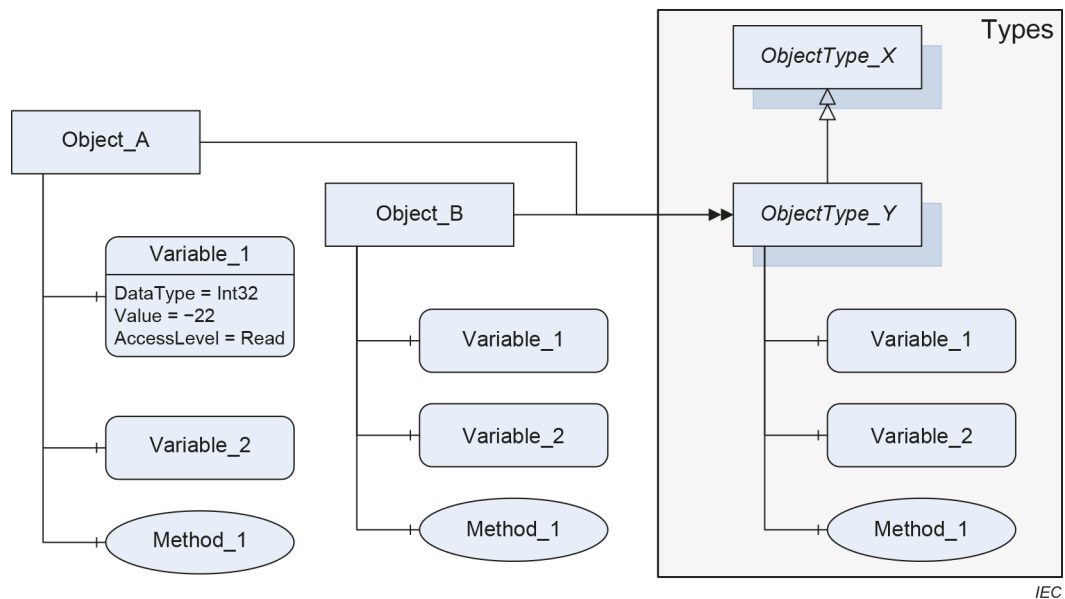 Types
ObjectType_X
Object_A
Object_B
ObjectType_Y
Variable_1
DataType = Int32
Value = −22
AccessLevel = Read
Variable_1
Variable_1
Variable_2
Variable_2
Variable_2
Method_1
Method_1
Method_1
IEC